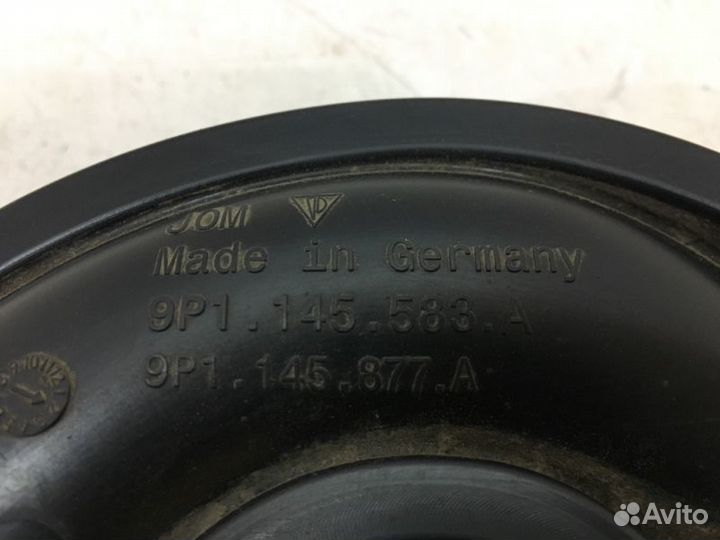 JOM
Made in Germany
9P1.145.583.A
9P1.145.877.A
Avito